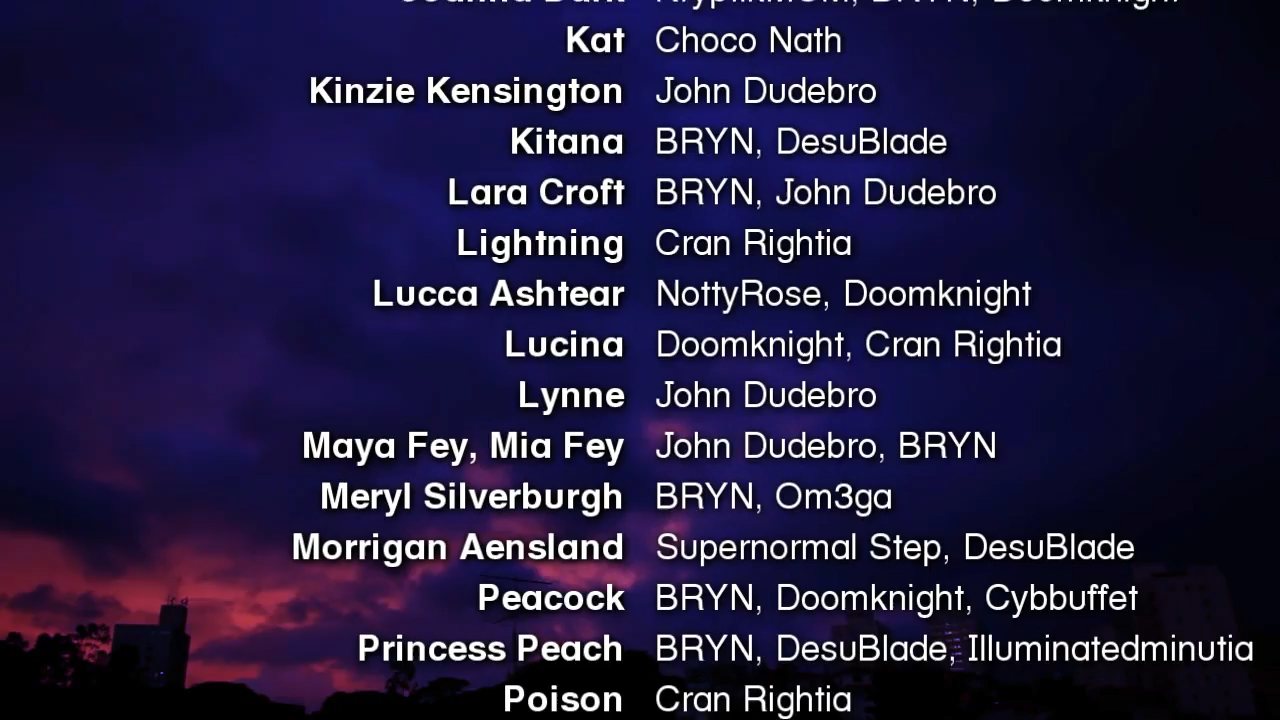 Kat Choco Nath
Kinzie Kensington John Dudebro
Kitana BRYN, DesuBlade
Lara Croft BRYN, John Dudebro
Lightning Cran Rightia
Lucca Ashtear NottyRose, Doomknight
Lucina Doomknight, Cran Rightia
Lynne John Dudebro
Maya Fey, Mia Fey John Dudebro, BRYN
Meryl Silverburgh BRYN, Om3ga
Morrigan Aensland Supernormal Step, DesuBlade
Peacock BRYN, Doomknight, Cybbuffet
Princess Peach BRYN, DesuBlade, Illuminatedminutia
Poison Cran Rightia